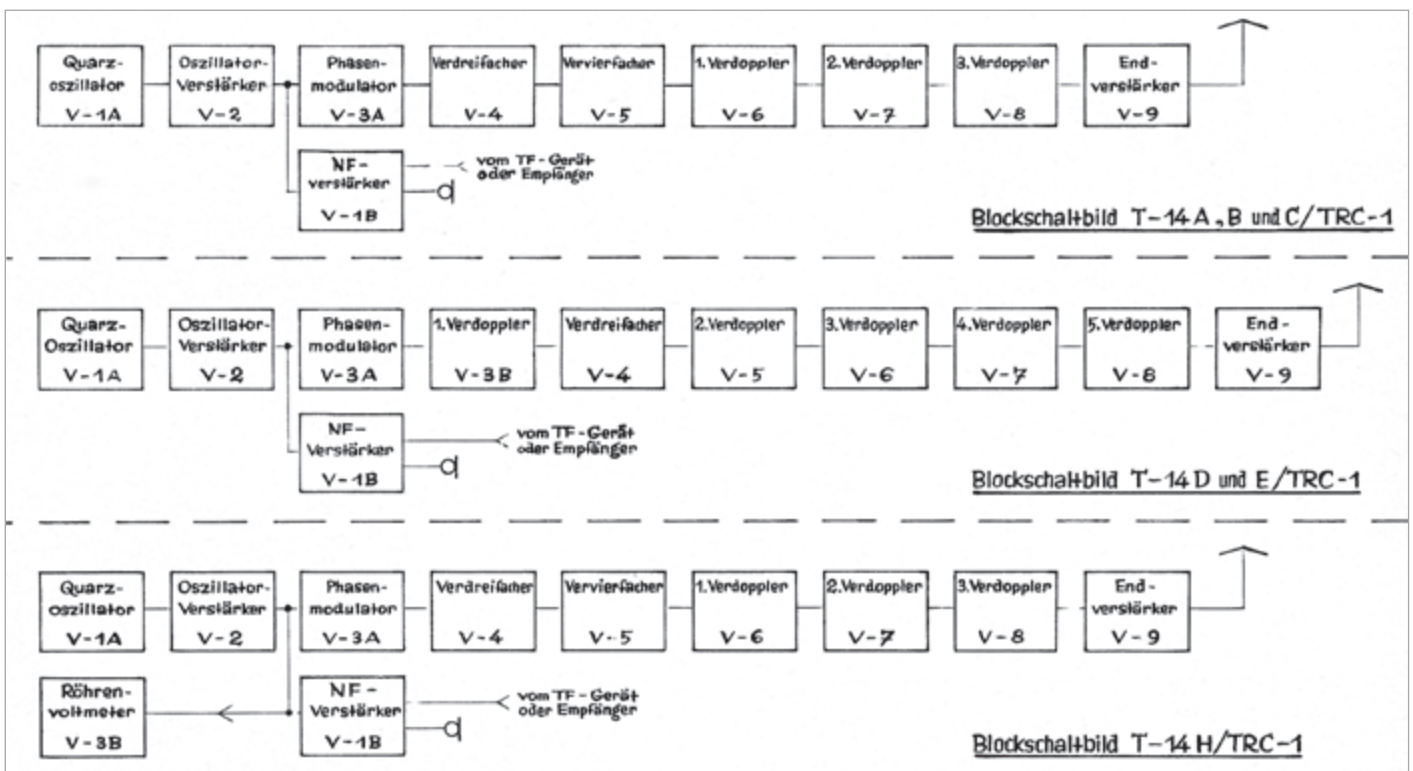 Quarz-
oszillator
V-1A
Oszillator-
Verstärker
V-2
Phasen-
modulator
V-3A
Verdreifacher
V-4
Vervierfacher
V-5
1.Verdoppler
V-6
2.Verdoppler
V-7
3.Verdoppler
V-8
End-
verstärker
V-9
NF-
verstärker
V-1B
vom TF-Gerät
oder Empfänger
Blockschaltbild T-14A, B und C/TRC-1
Quarz-
Oszillator
V-1A
Oszillator-
Verstärker
V-2
Phasen-
modulator
V-3A
1.Verdoppler
V-3B
Verdreifacher
V-4
2.Verdoppler
V-5
3.Verdoppler
V-6
4.Verdoppler
V-7
5.Verdoppler
V-8
End-
verstärker
V-9
NF-
Verstärker
V-1B
vom TF-Gerät
oder Empfänger
Blockschaltbild T-14D und E/TRC-1
Quarz-
oszillator
V-1A
Oszillator-
Verstärker
V-2
Phasen-
modulator
V-3A
Verdreifacher
V-4
Vervierfacher
V-5
1.Verdoppler
V-6
2.Verdoppler
V-7
3.Verdoppler
V-8
End-
verstärker
V-9
Röhren-
voltmeter
V-3B
NF-
Verstärker
V-1B
vom TF-Gerät
oder Empfänger
Blockschaltbild T-14H/TRC-1